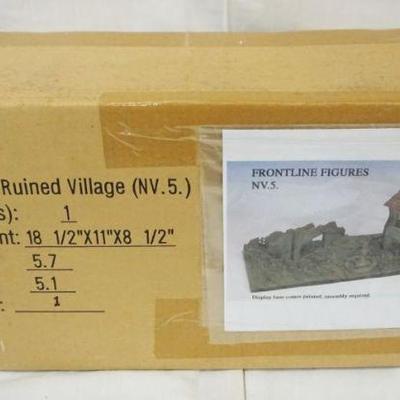 Ruined Village (NV.5.)
s): 1
nt: 18 1/2"X11"X8 1/2"
5.7
5.1
: 1
FRONTLINE FIGURES
NV.5.
Display base comes painted, assembly required.